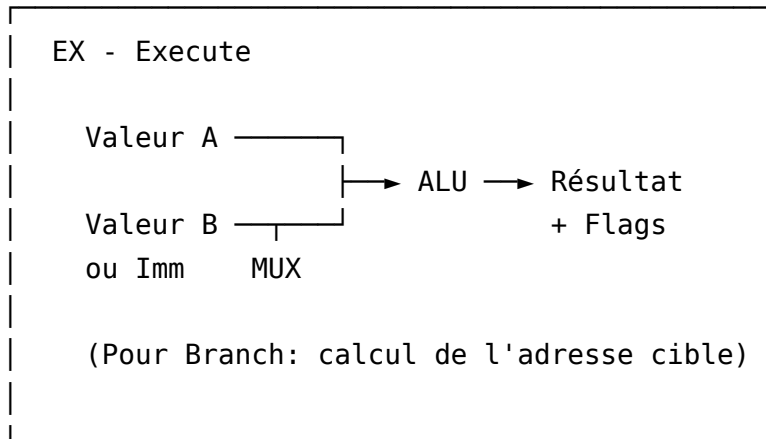 EX - Execute
Valeur A
ALU Résultat
Valeur B + Flags
ou Imm MUX
(Pour Branch: calcul de l'adresse cible)